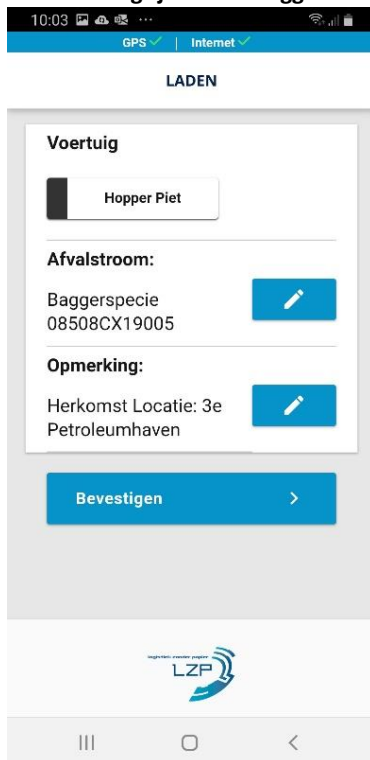 10:03
GPS | Internet
LADEN
Voertuig
Hopper Piet
Afvalstroom:
Baggerspecie
08508CX19005
Opmerking:
Herkomst Locatie: 3e
Petroleumhaven
Bevestigen
LZP